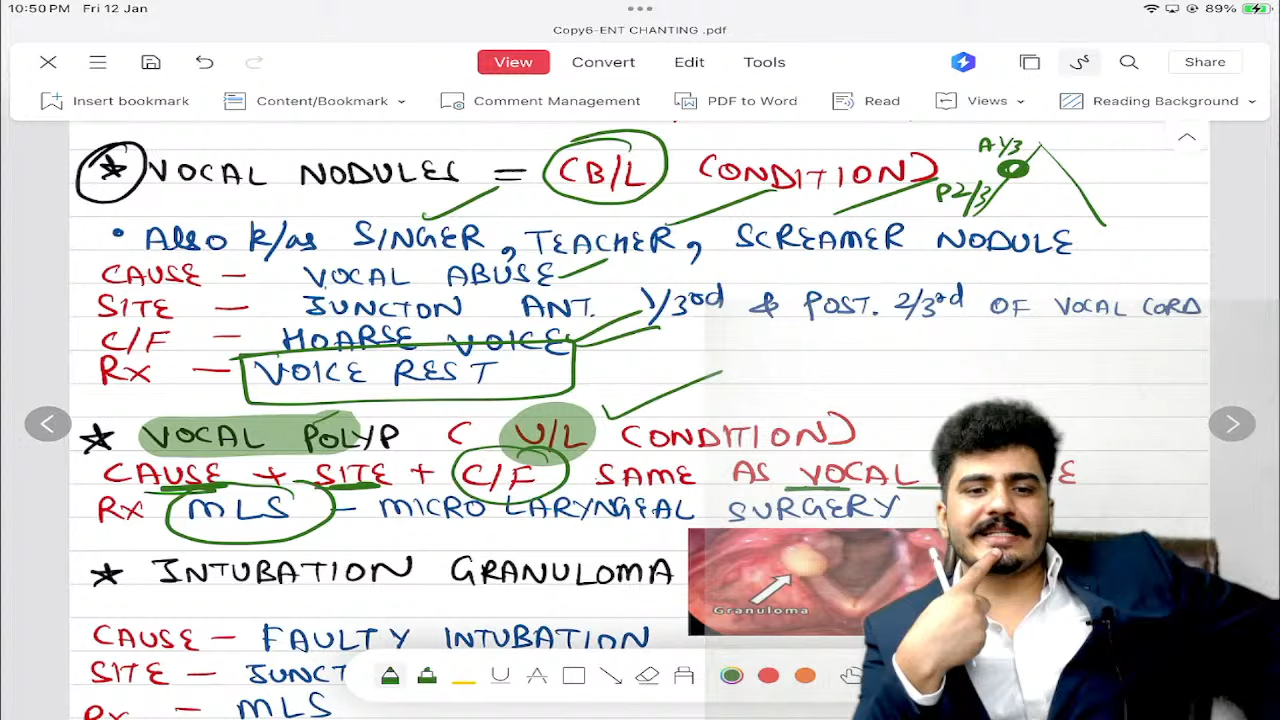 10:50 PM Fri 12 Jan
89%
Copy6-ENT CHANTING .pdf
View Convert Edit Tools Share
Insert bookmark Content/Bookmark Comment Management PDF to Word Read Views Reading Background
A 1/3
P 2/3
* VOCAL NODULES = (B/L CONDITION)
• Also k/as SINGER, TEACHER, SCREAMER NODULE
CAUSE - VOCAL ABUSE
SITE - JUNCTON ANT. 1/3rd & POST. 2/3rd OF VOCAL CORD
C/F - HOARSE VOICE
Rx - VOICE REST
* VOCAL POLYP ( U/L CONDITION)
CAUSE + SITE + C/F SAME AS VOCAL
Rx MLS - MICRO LARYNGEAL SURGERY
* INTUBATION GRANULOMA
Granuloma
CAUSE - FAULTY INTUBATION
SITE - JUNCT
Rx - MLS